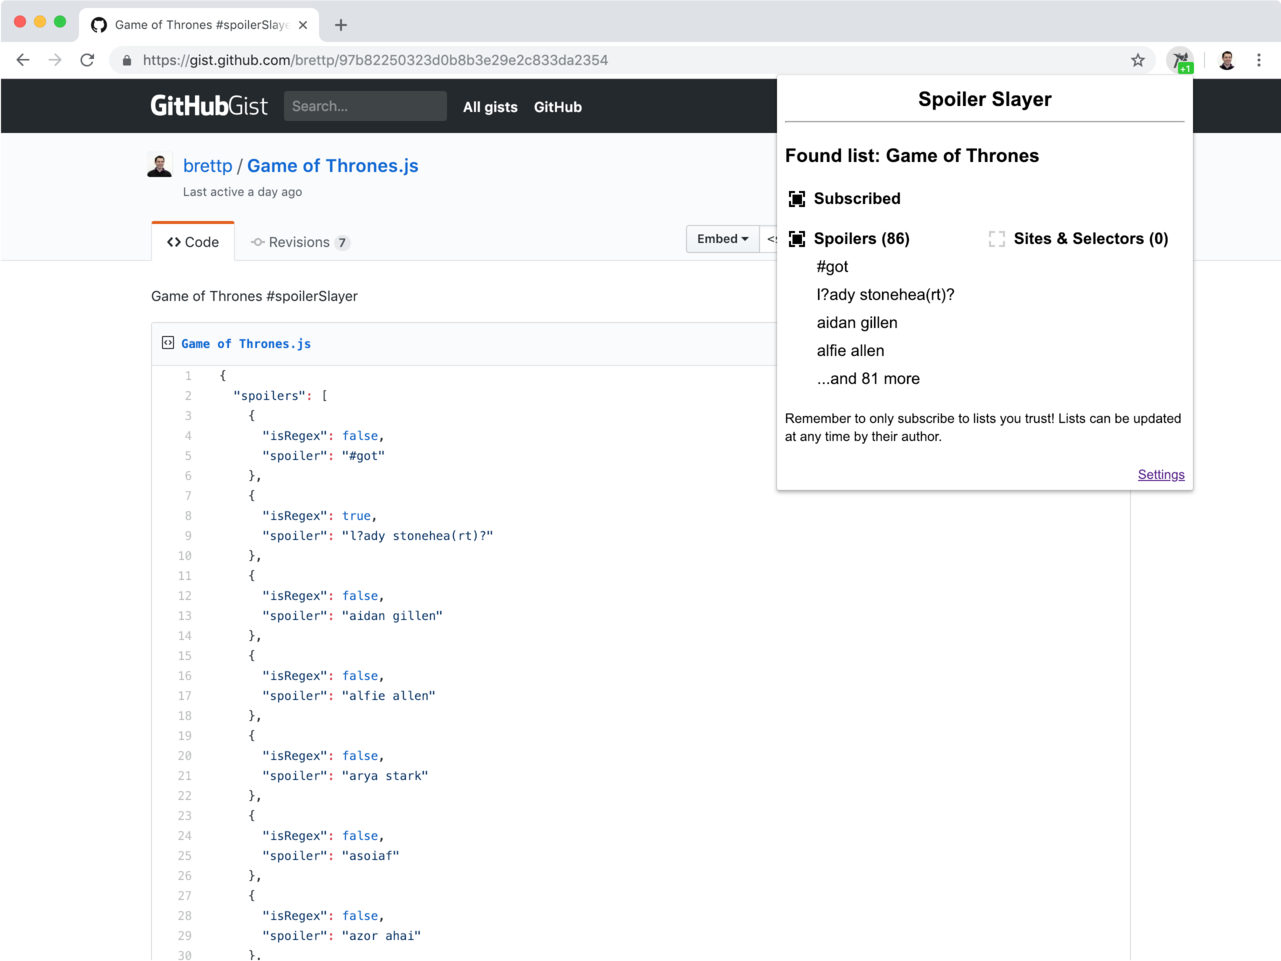 Game of Thrones #spoilerSlaye
https://gist.github.com/brettp/97b82250323d0b8b3e29e2c833da2354
+1
GitHubGist
Search...
All gists
GitHub
brettp / Game of Thrones.js
Last active a day ago
Code
Revisions 7
Embed
Game of Thrones #spoilerSlayer
Game of Thrones.js
1 {
2 "spoilers": [
3 {
4 "isRegex": false,
5 "spoiler": "#got"
6 },
7 {
8 "isRegex": true,
9 "spoiler": "l?ady stonehea(rt)?"
10 },
11 {
12 "isRegex": false,
13 "spoiler": "aidan gillen"
14 },
15 {
16 "isRegex": false,
17 "spoiler": "alfie allen"
18 },
19 {
20 "isRegex": false,
21 "spoiler": "arya stark"
22 },
23 {
24 "isRegex": false,
25 "spoiler": "asoiaf"
26 },
27 {
28 "isRegex": false,
29 "spoiler": "azor ahai"
30 },
Spoiler Slayer
Found list: Game of Thrones
Subscribed
Spoilers (86)
#got
l?ady stonehea(rt)?
aidan gillen
alfie allen
...and 81 more
Sites & Selectors (0)
Remember to only subscribe to lists you trust! Lists can be updated
at any time by their author.
Settings